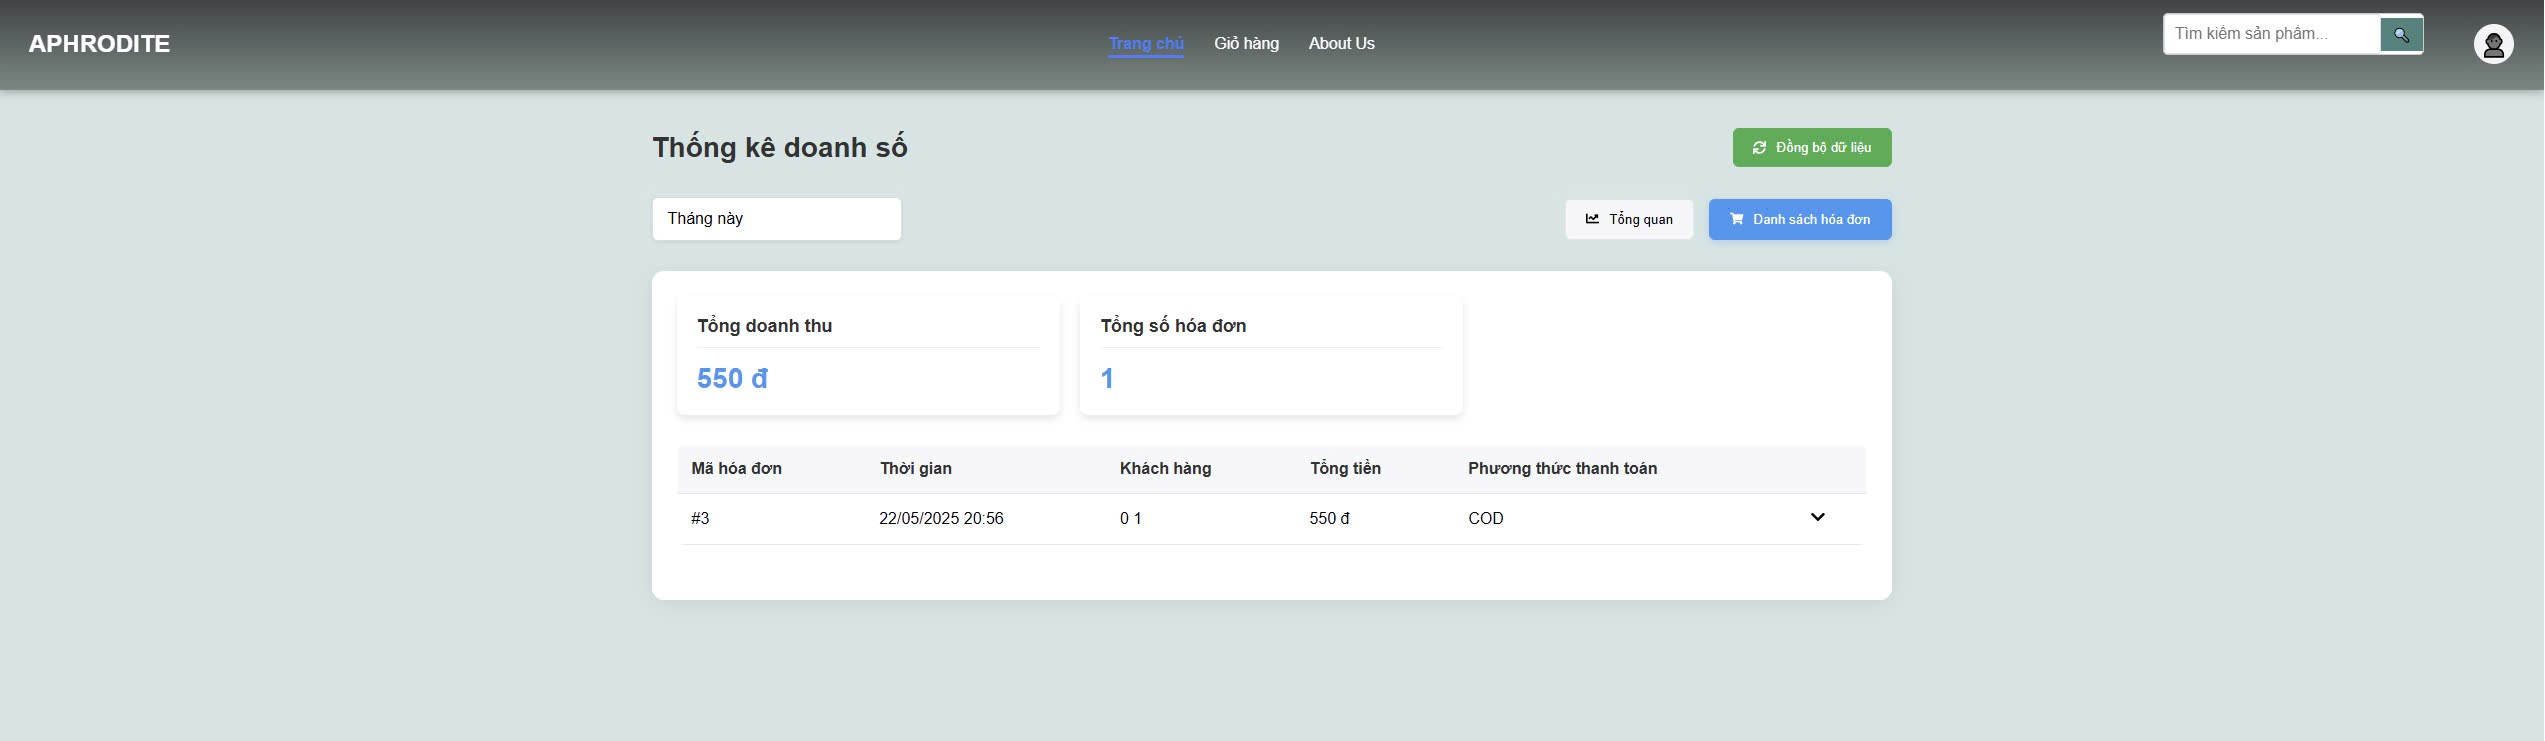 APHRODITE
Trang chủ
Giỏ hàng
About Us
Tìm kiếm sản phẩm...
Thống kê doanh số
Đồng bộ dữ liệu
Tháng này
Tổng quan
Danh sách hóa đơn
Tổng doanh thu
550 đ
Tổng số hóa đơn
1
Mã hóa đơn Thời gian Khách hàng Tổng tiền Phương thức thanh toán
#3 22/05/2025 20:56 0 1 550 đ COD